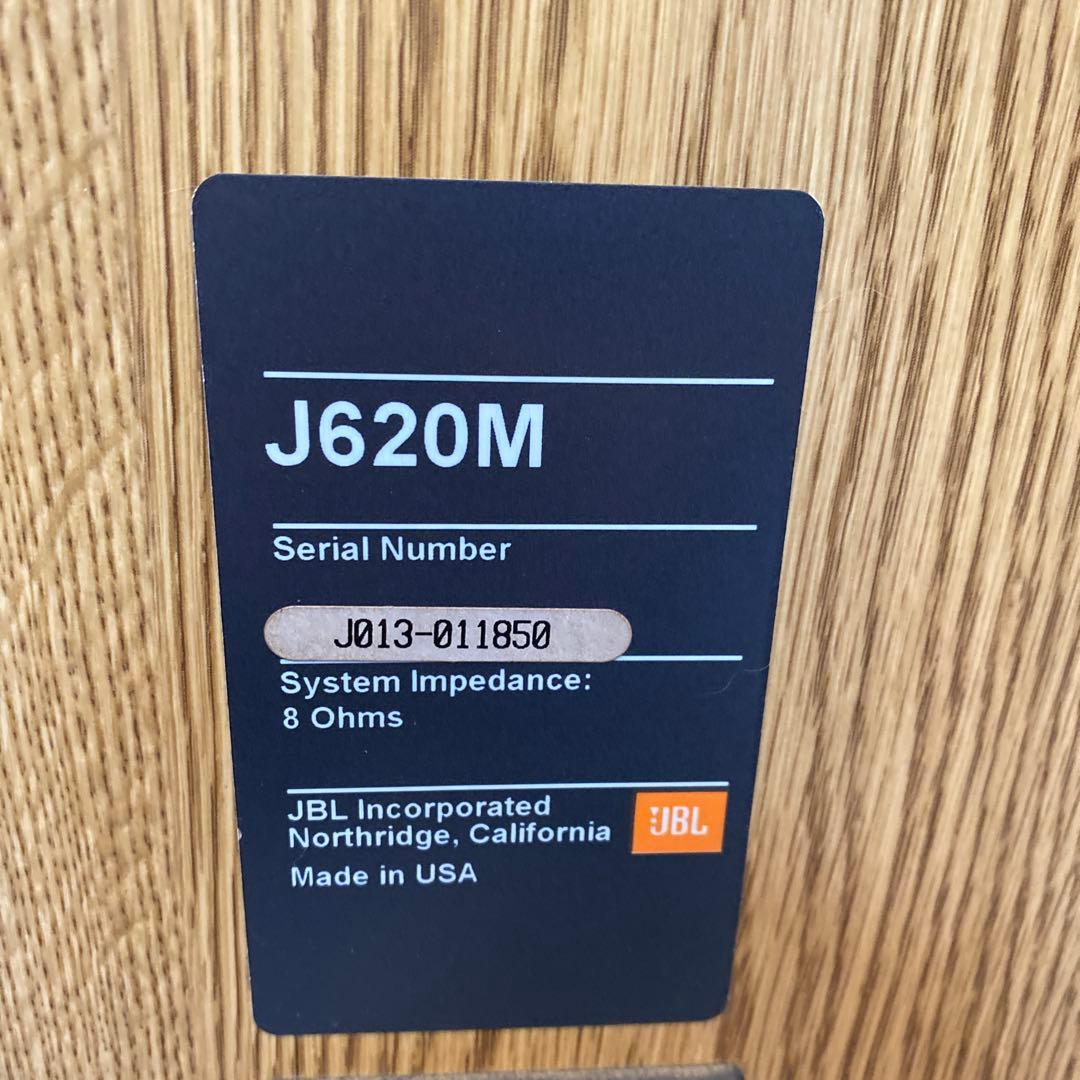 J620M
Serial Number
J013-011850
System Impedance:
8 Ohms
JBL Incorporated
Northridge, California
JBL
Made in USA